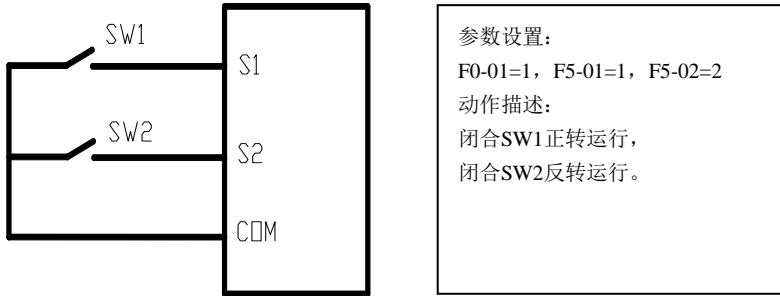 SW1
S1
SW2
S2
COM
参数设置：
F0-01=1，F5-01=1，F5-02=2
动作描述：
闭合SW1正转运行，
闭合SW2反转运行。